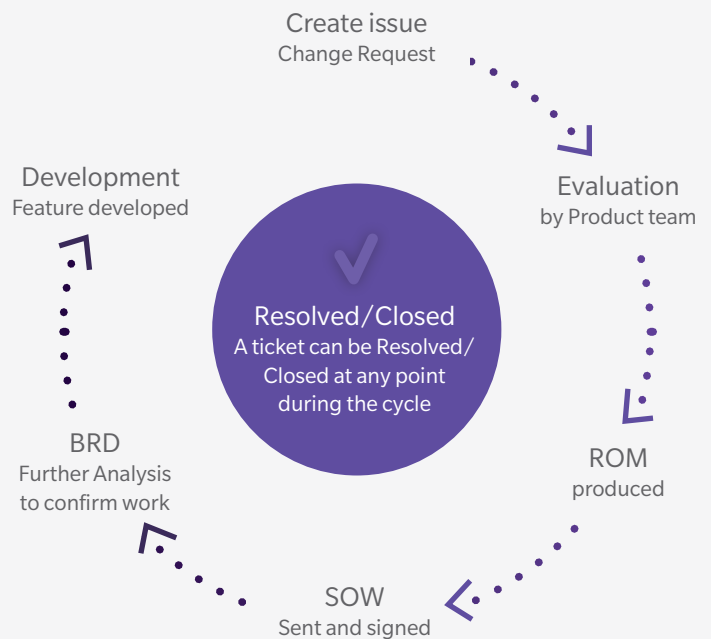 Create issue
Change Request
Evaluation
by Product team
ROM
produced
SOW
Sent and signed
BRD
Further Analysis
to confirm work
Development
Feature developed
Resolved/Closed
A ticket can be Resolved/
Closed at any point
during the cycle